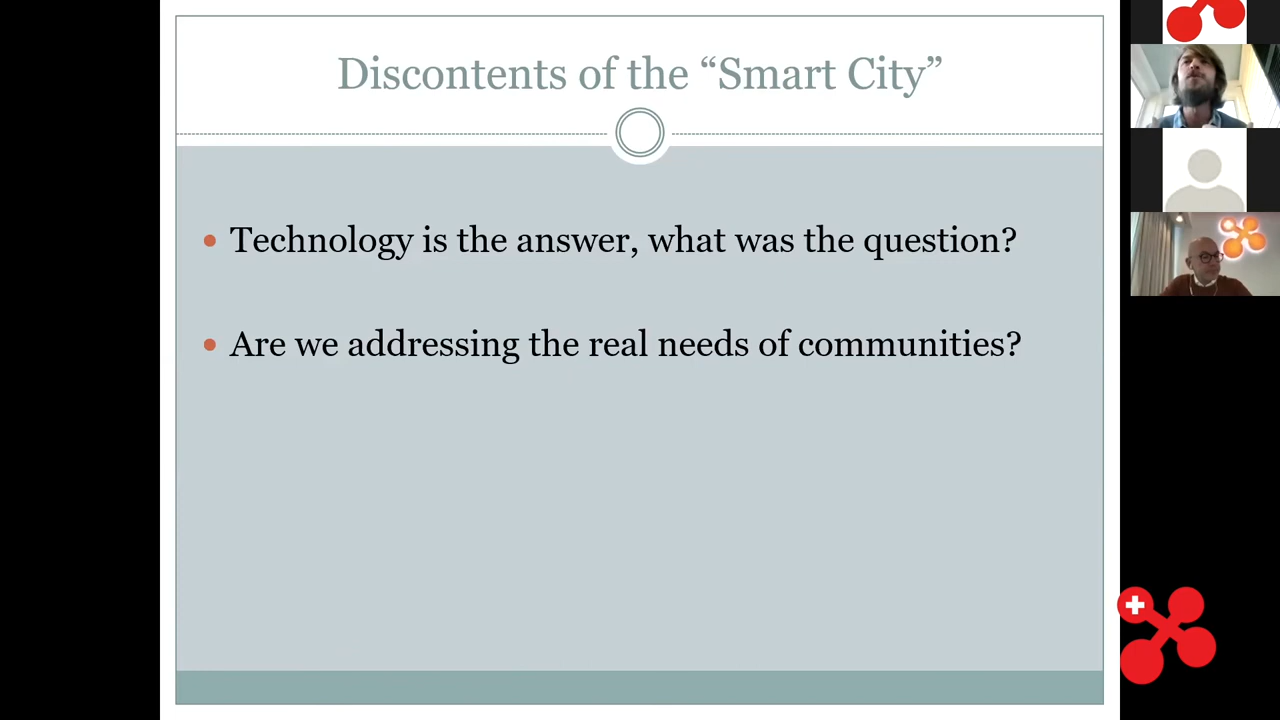 Discontents of the “Smart City”
Technology is the answer, what was the question?
Are we addressing the real needs of communities?